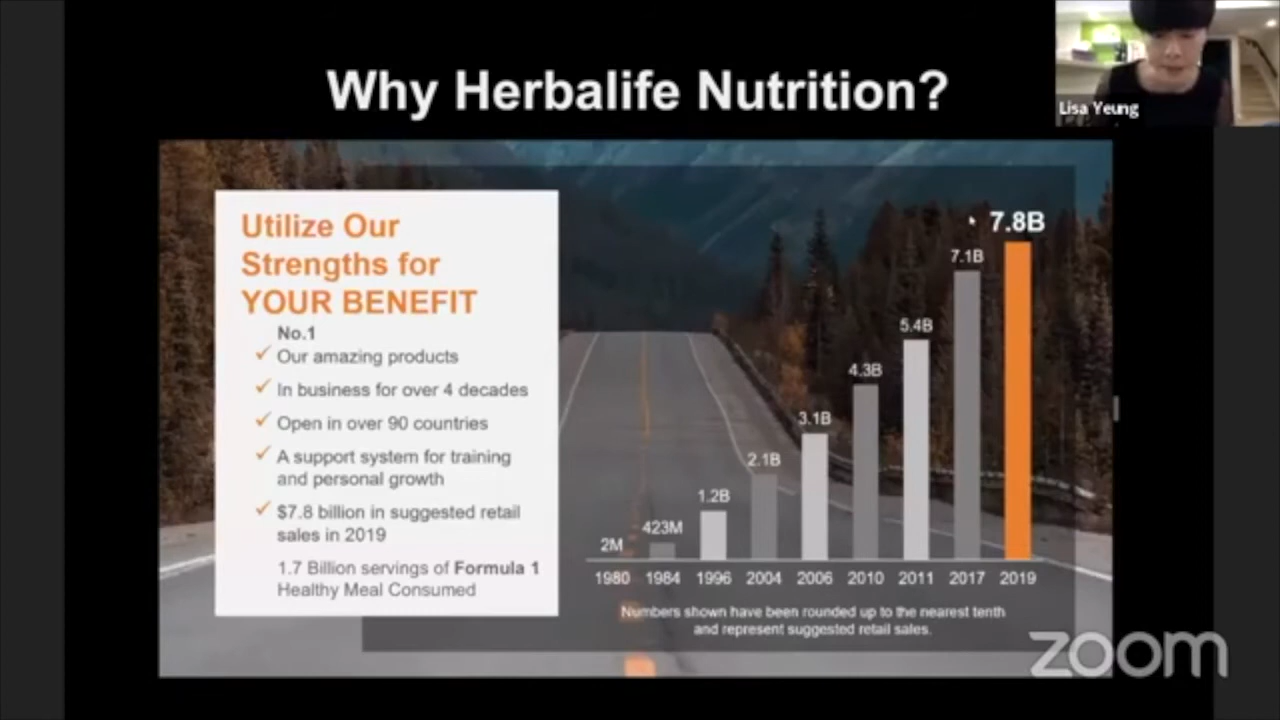 Why Herbalife Nutrition?
Lisa Yeung
Utilize Our
Strengths for
YOUR BENEFIT
No.1
Our amazing products
In business for over 4 decades
Open in over 90 countries
A support system for training
and personal growth
$7.8 billion in suggested retail
sales in 2019
1.7 Billion servings of Formula 1
Healthy Meal Consumed
2M
423M
1.2B
2.1B
3.1B
4.3B
5.4B
7.1B
7.8B
1980 1984 1996 2004 2006 2010 2011 2017 2019
Numbers shown have been rounded up to the nearest tenth
and represent suggested retail sales.
zoom